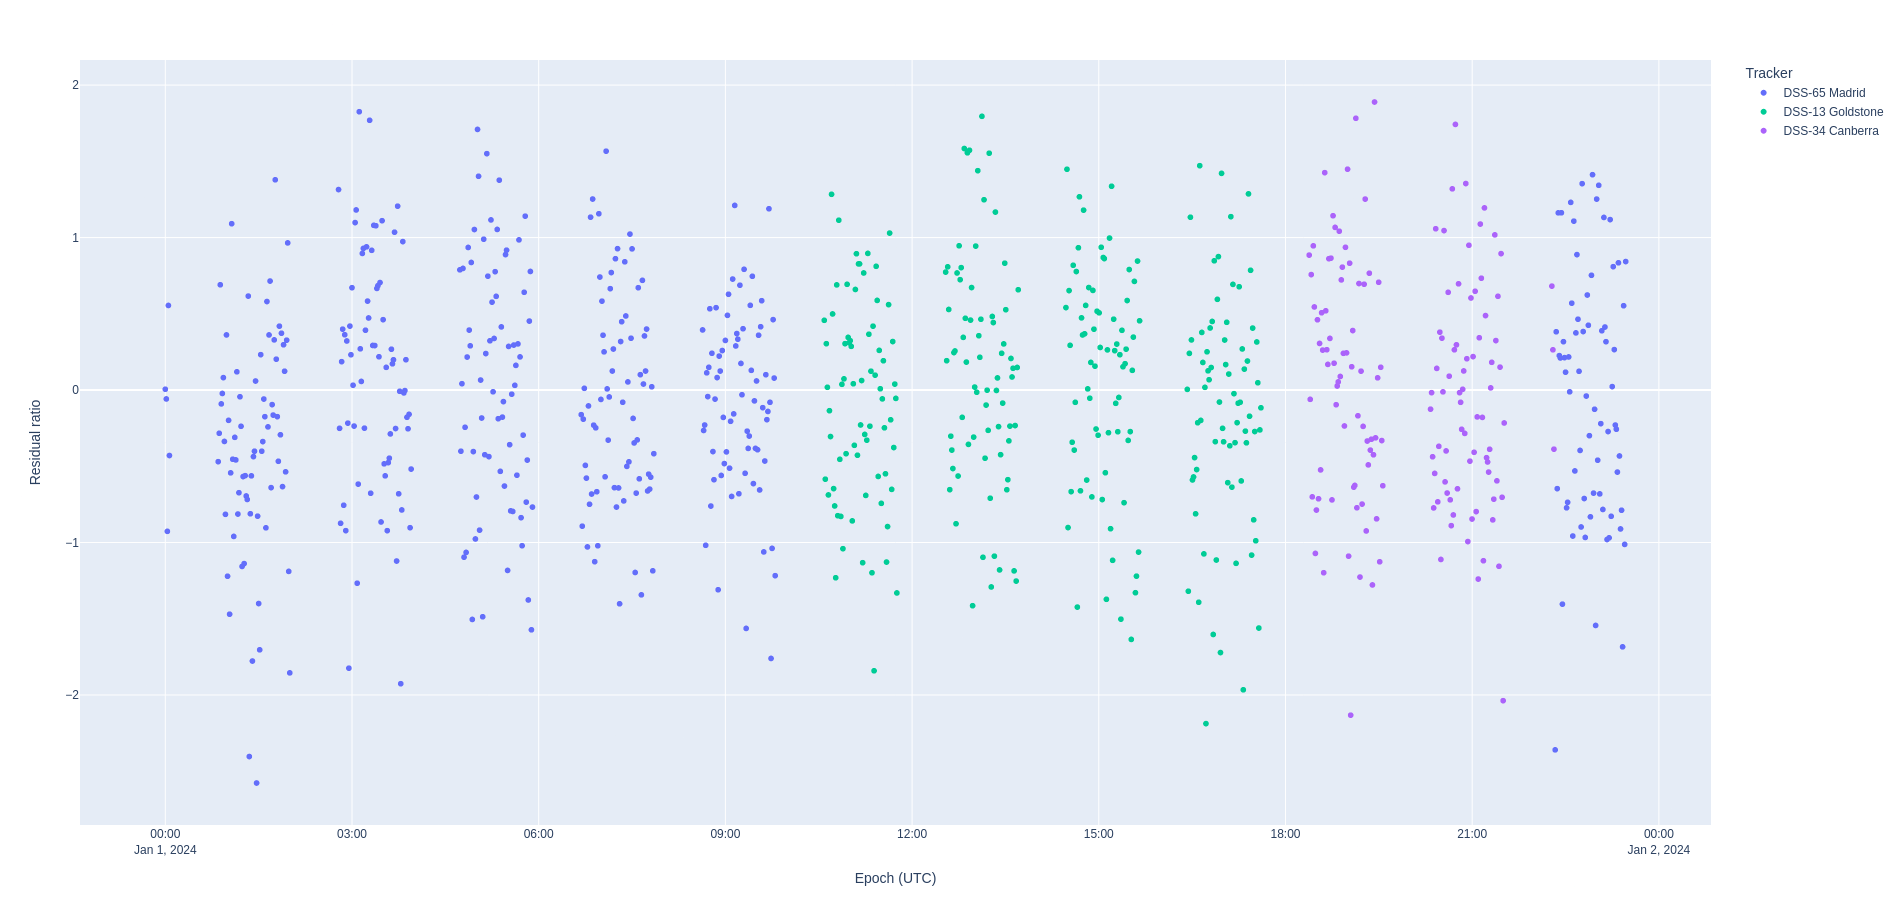 Tracker
DSS-65 Madrid
DSS-13 Goldstone
DSS-34 Canberra
Residual ratio
2
1
0
−1
−2
00:00 03:00 06:00 09:00 12:00 15:00 18:00 21:00 00:00
Jan 1, 2024 Jan 2, 2024
Epoch (UTC)